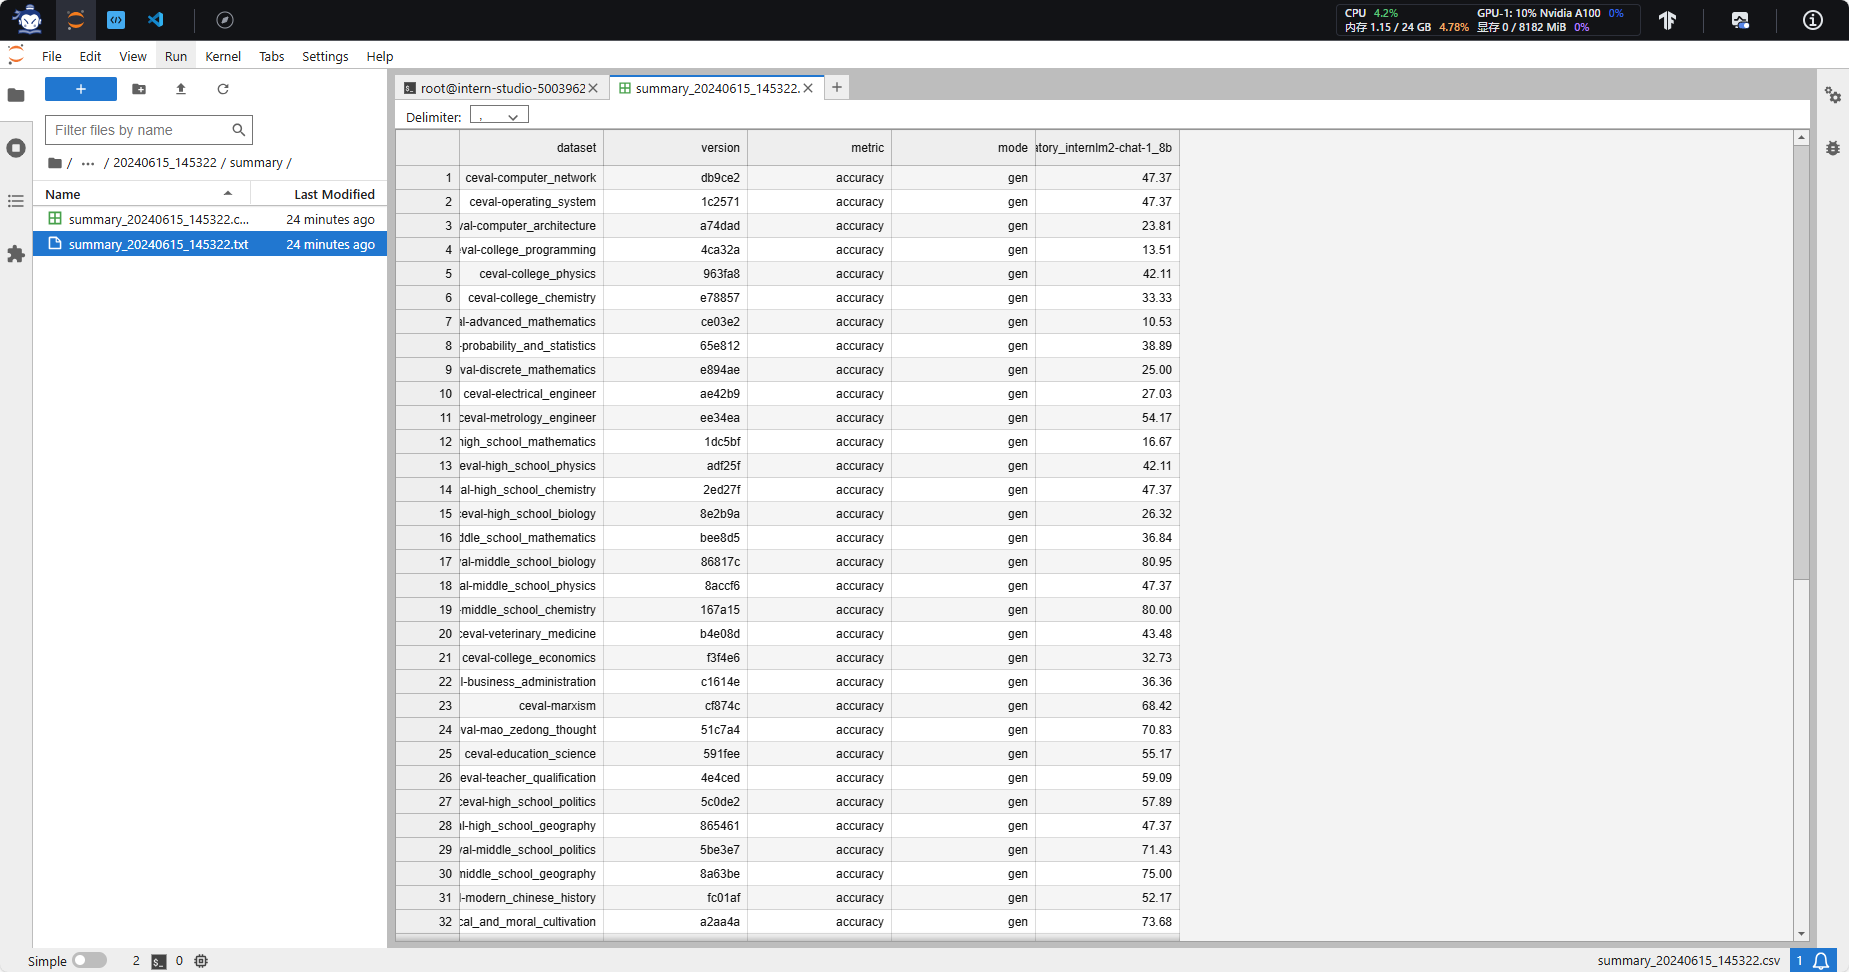 CPU 4.2% GPU-1: 10% Nvidia A100 0%
内存 1.15 / 24 GB 4.78% 显存 0 / 8182 MiB 0%
File Edit View Run Kernel Tabs Settings Help
Filter files by name
/ ··· / 20240615_145322 / summary /
Name Last Modified
summary_20240615_145322.c... 24 minutes ago
summary_20240615_145322.txt 24 minutes ago
root@intern-studio-5003962
summary_20240615_145322.
Delimiter: ,
dataset version metric mode atory_internlm2-chat-1_8b
1 ceval-computer_network db9ce2 accuracy gen 47.37
2 ceval-operating_system 1c2571 accuracy gen 47.37
3 val-computer_architecture a74dad accuracy gen 23.81
4 eval-college_programming 4ca32a accuracy gen 13.51
5 ceval-college_physics 963fa8 accuracy gen 42.11
6 ceval-college_chemistry e78857 accuracy gen 33.33
7 al-advanced_mathematics ce03e2 accuracy gen 10.53
8 -probability_and_statistics 65e812 accuracy gen 38.89
9 val-discrete_mathematics e894ae accuracy gen 25.00
10 ceval-electrical_engineer ae42b9 accuracy gen 27.03
11 ceval-metrology_engineer ee34ea accuracy gen 54.17
12 high_school_mathematics 1dc5bf accuracy gen 16.67
13 ceval-high_school_physics adf25f accuracy gen 42.11
14 al-high_school_chemistry 2ed27f accuracy gen 47.37
15 ceval-high_school_biology 8e2b9a accuracy gen 26.32
16 ddle_school_mathematics bee8d5 accuracy gen 36.84
17 val-middle_school_biology 86817c accuracy gen 80.95
18 al-middle_school_physics 8accf6 accuracy gen 47.37
19 -middle_school_chemistry 167a15 accuracy gen 80.00
20 ceval-veterinary_medicine b4e08d accuracy gen 43.48
21 ceval-college_economics f3f4e6 accuracy gen 32.73
22 l-business_administration c1614e accuracy gen 36.36
23 ceval-marxism cf874c accuracy gen 68.42
24 val-mao_zedong_thought 51c7a4 accuracy gen 70.83
25 ceval-education_science 591fee accuracy gen 55.17
26 eval-teacher_qualification 4e4ced accuracy gen 59.09
27 ceval-high_school_politics 5c0de2 accuracy gen 57.89
28 al-high_school_geography 865461 accuracy gen 47.37
29 val-middle_school_politics 5be3e7 accuracy gen 71.43
30 middle_school_geography 8a63be accuracy gen 75.00
31 l-modern_chinese_history fc01af accuracy gen 52.17
32 cal_and_moral_cultivation a2aa4a accuracy gen 73.68
Simple 2 0 summary_20240615_145322.csv 1